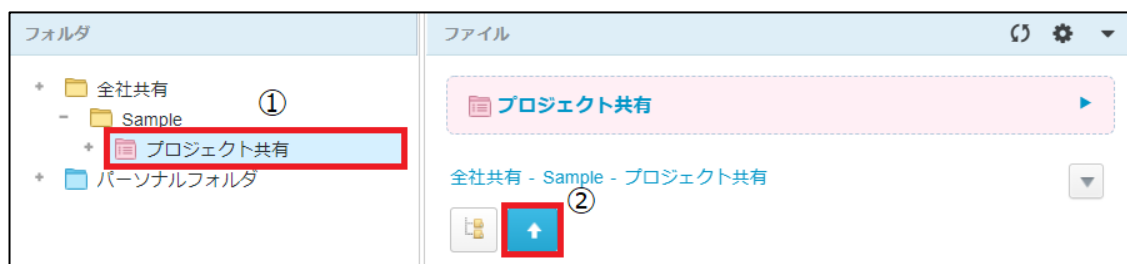 フォルダ
全社共有
①
Sample
プロジェクト共有
パーソナルフォルダ
ファイル
プロジェクト共有
全社共有 - Sample - プロジェクト共有
②